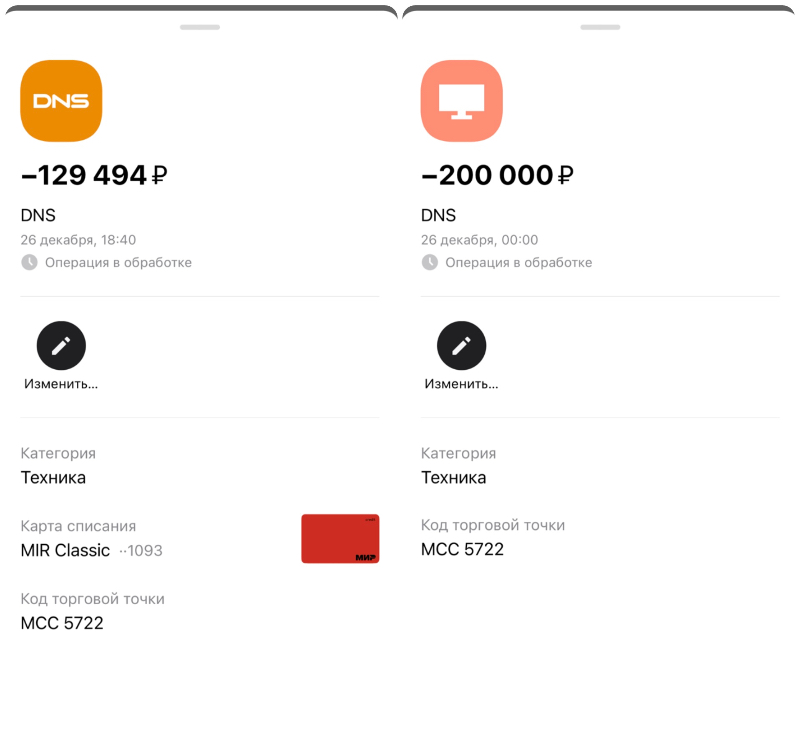 DNS
−129 494 ₽
DNS
26 декабря, 18:40
Операция в обработке
Изменить...
Категория
Техника
Карта списания
MIR Classic ··1093
МИР
Код торговой точки
MCC 5722
−200 000 ₽
DNS
26 декабря, 00:00
Операция в обработке
Изменить...
Категория
Техника
Код торговой точки
MCC 5722